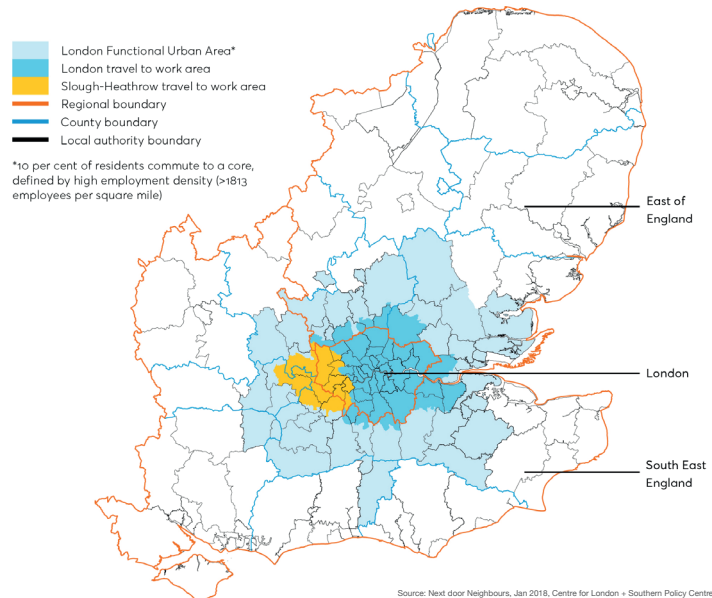 London Functional Urban Area*
London travel to work area
Slough-Heathrow travel to work area
Regional boundary
County boundary
Local authority boundary
*10 per cent of residents commute to a core,
defined by high employment density (>1813
employees per square mile)
East of
England
London
South East
England
Source: Next door Neighbours, Jan 2018, Centre for London + Southern Policy Centre